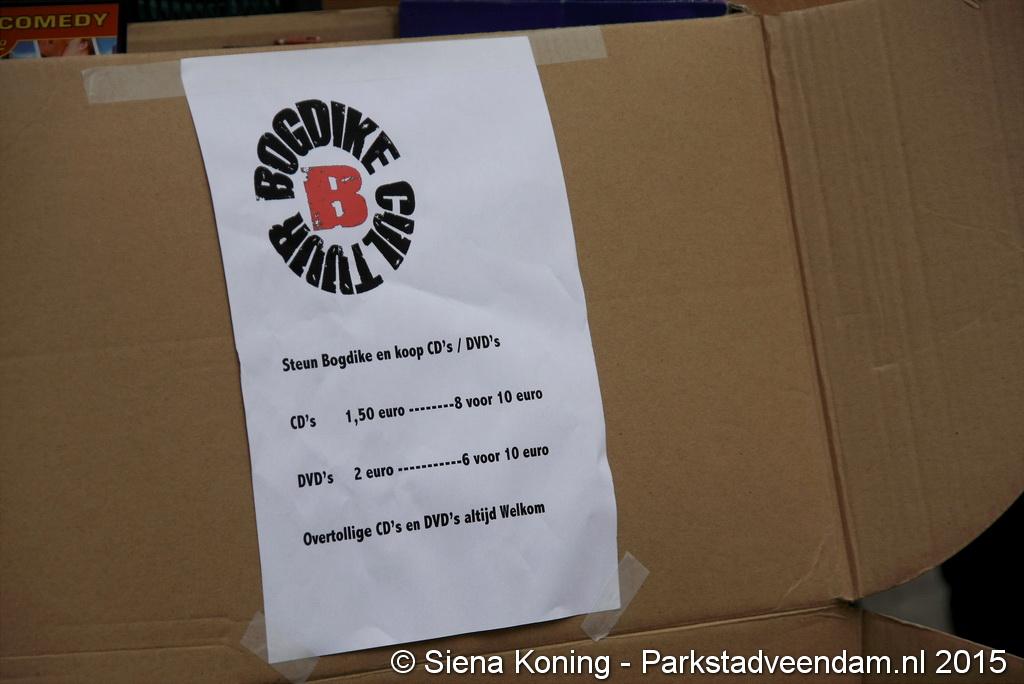 COMEDY
BOGDIKE CULTUUR
B
Steun Bogdike en koop CD's / DVD's
CD's 1,50 euro --------8 voor 10 euro
DVD's 2 euro -----------6 voor 10 euro
Overtollige CD's en DVD's altijd Welkom
© Siena Koning - Parkstadveendam.nl 2015